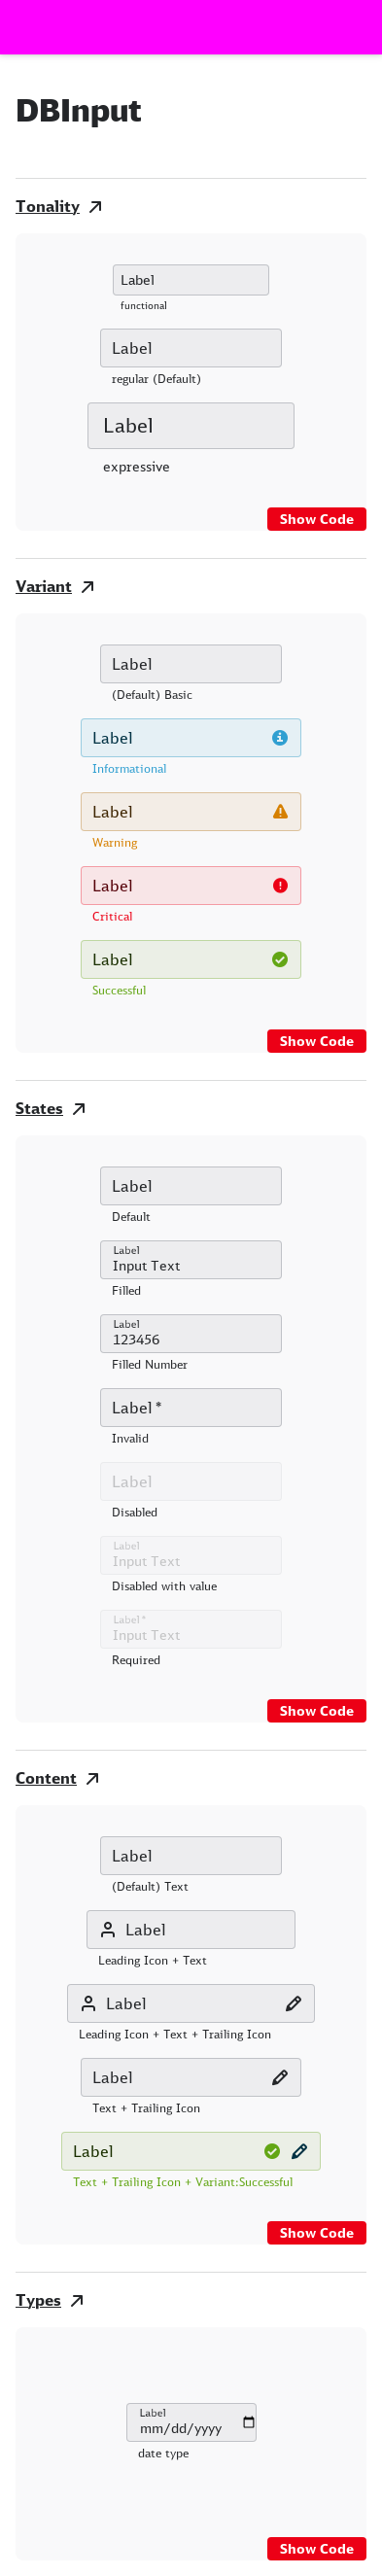 DBInput
Tonality
Label
functional
Label
regular (Default)
Label
expressive
Show Code
Variant
Label
(Default) Basic
Label
Informational
Label
Warning
Label
Critical
Label
Successful
Show Code
States
Label
Default
Label
Input Text
Filled
Label
123456
Filled Number
Label *
Invalid
Label
Disabled
Label
Input Text
Disabled with value
Label *
Input Text
Required
Show Code
Content
Label
(Default) Text
Label
Leading Icon + Text
Label
Leading Icon + Text + Trailing Icon
Label
Text + Trailing Icon
Label
Text + Trailing Icon + Variant:Successful
Show Code
Types
Label
mm/dd/yyyy
date type
Show Code